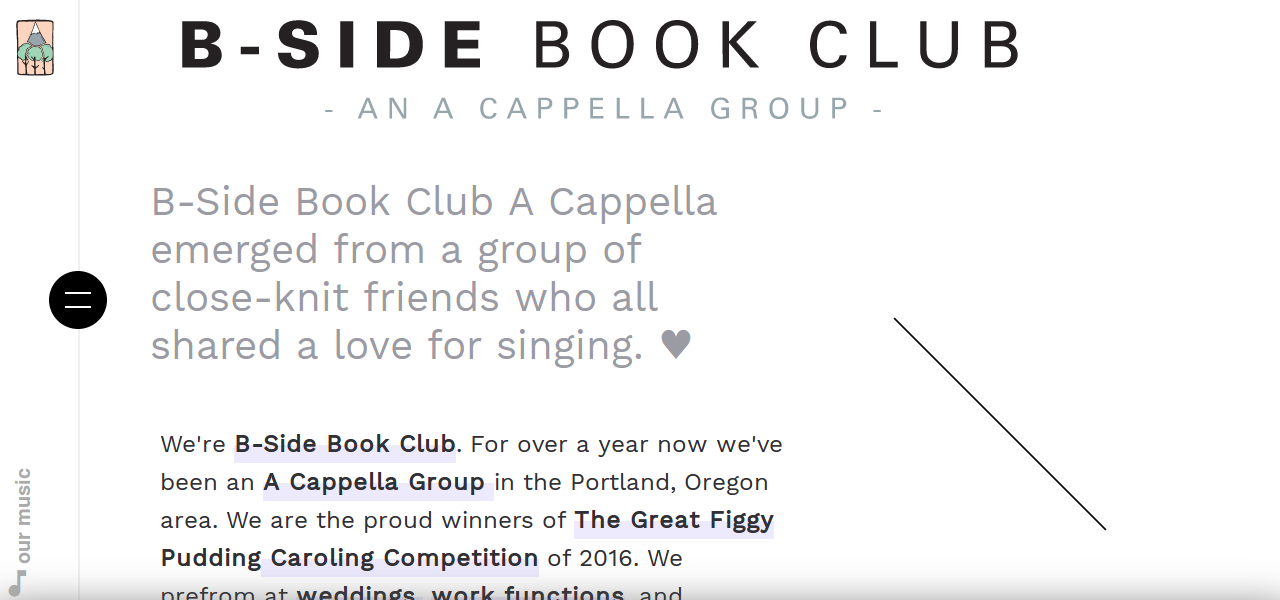 B-SIDE BOOK CLUB
- AN A CAPPELLA GROUP -
B-Side Book Club A Cappella
emerged from a group of
close-knit friends who all
shared a love for singing. ♥
We're B-Side Book Club. For over a year now we've
been an A Cappella Group in the Portland, Oregon
area. We are the proud winners of The Great Figgy
Pudding Caroling Competition of 2016. We
prefrom at weddings, work functions, and
our music